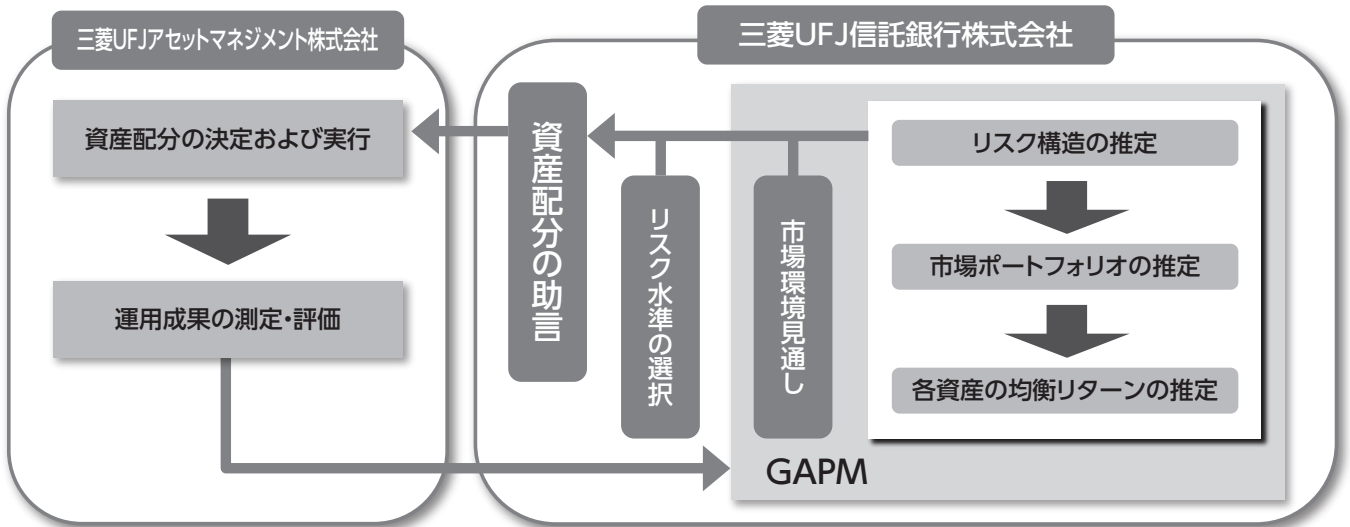 三菱UFJアセットマネジメント株式会社
資産配分の決定および実行
運用成果の測定・評価
三菱UFJ信託銀行株式会社
資産配分の助言
リスク水準の選択
市場環境見通し
リスク構造の推定
市場ポートフォリオの推定
各資産の均衡リターンの推定
GAPM